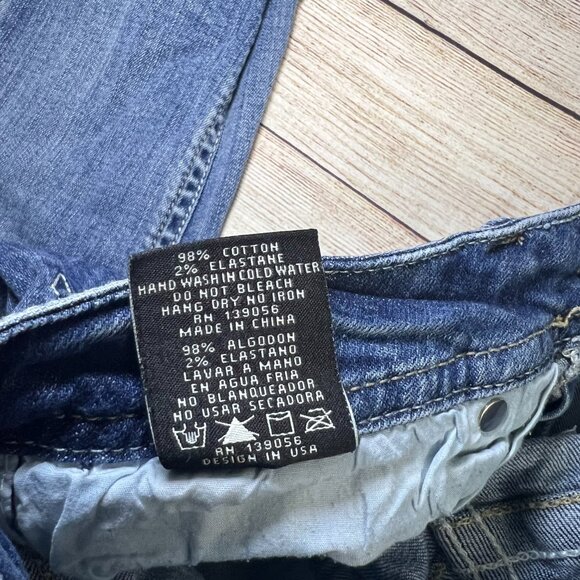 98% COTTON
2% ELASTANE
HAND WASH IN COLD WATER
DO NOT BLEACH
HANG DRY NO IRON
RN 139056
MADE IN CHINA
98% ALGODON
2% ELASTANO
LAVAR A MANO
EN AGUA FRIA
NO BLANQUEADOR
NO USAR SECADORA
RN 139056
DESIGN IN USA